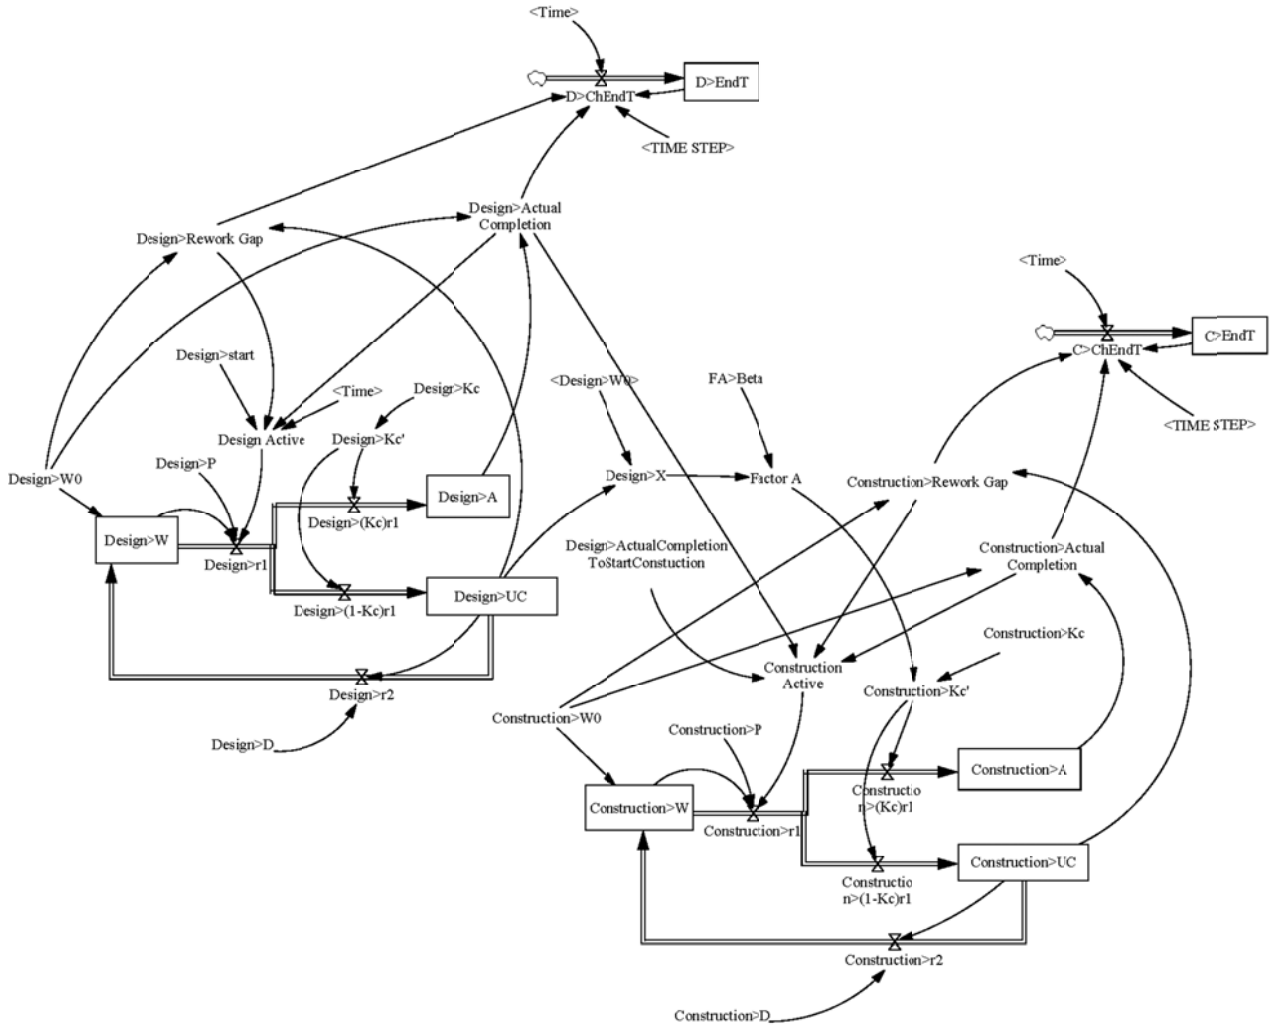 <Time>
D>EndT
D>ChEndT
<TIME STEP>
Design>Actual
Completion
Design>Rework Gap
<Time>
C>EndT
C>ChEndT
<TIME STEP>
Design>start
<Time>
Design>Kc
<Design>W0>
FA>Beta
Design Active
Design>Kc'
Design>P
Design>W0
Design>X
Factor A
Construction>Rework Gap
Design>A
Design>(Kc)r1
Design>W
Design>r1
Design>ActualCompletion
ToStartConstuction
Construction>Actual
Completion
Design>UC
Design>(1-Kc)r1
Construction>Kc
Construction
Active
Construction>Kc'
Design>r2
Construction>W0
Construction>P
Design>D
Construction>A
Constructio
n>(Kc)r1
Construction>W
Construction>r1
Construction>UC
Constructio
n>(1-Kc)r1
Construction>r2
Construction>D